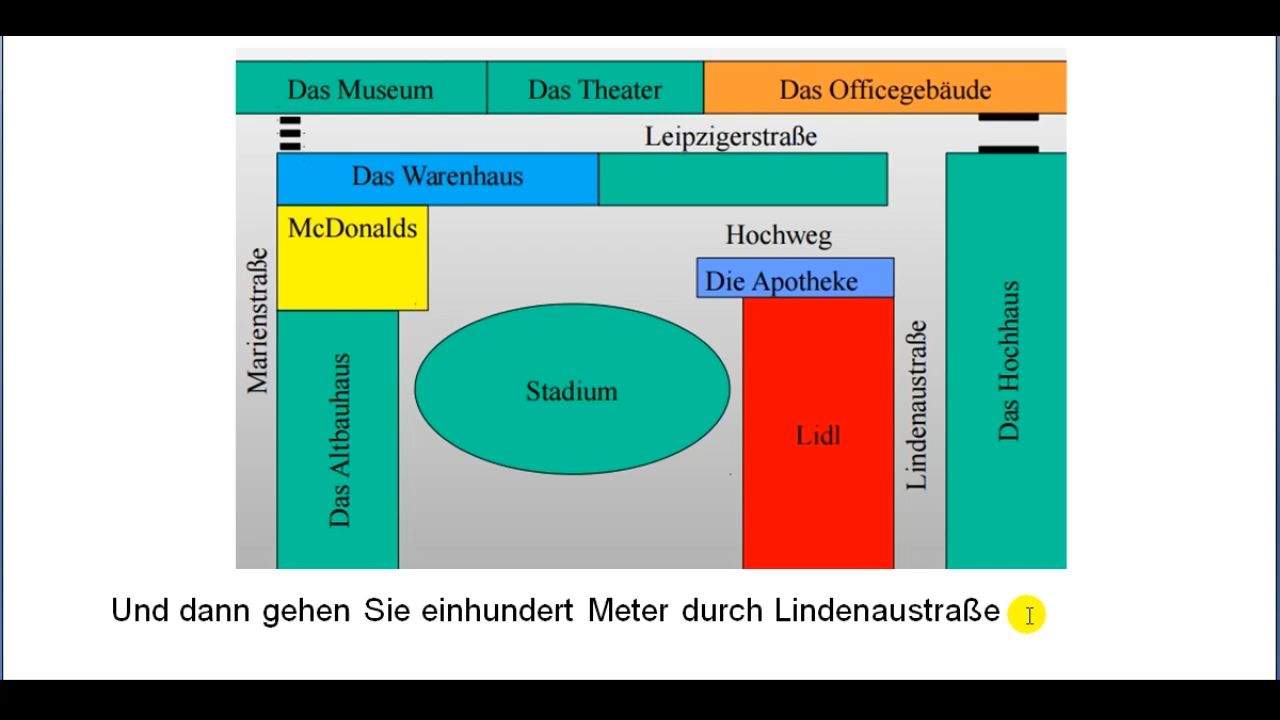 Das Museum
Das Theater
Das Officegebäude
Leipzigerstraße
Das Warenhaus
McDonalds
Hochweg
Die Apotheke
Marienstraße
Das Altbauhaus
Stadium
Lidl
Lindenaustraße
Das Hochhaus
Und dann gehen Sie einhundert Meter durch Lindenaustraße